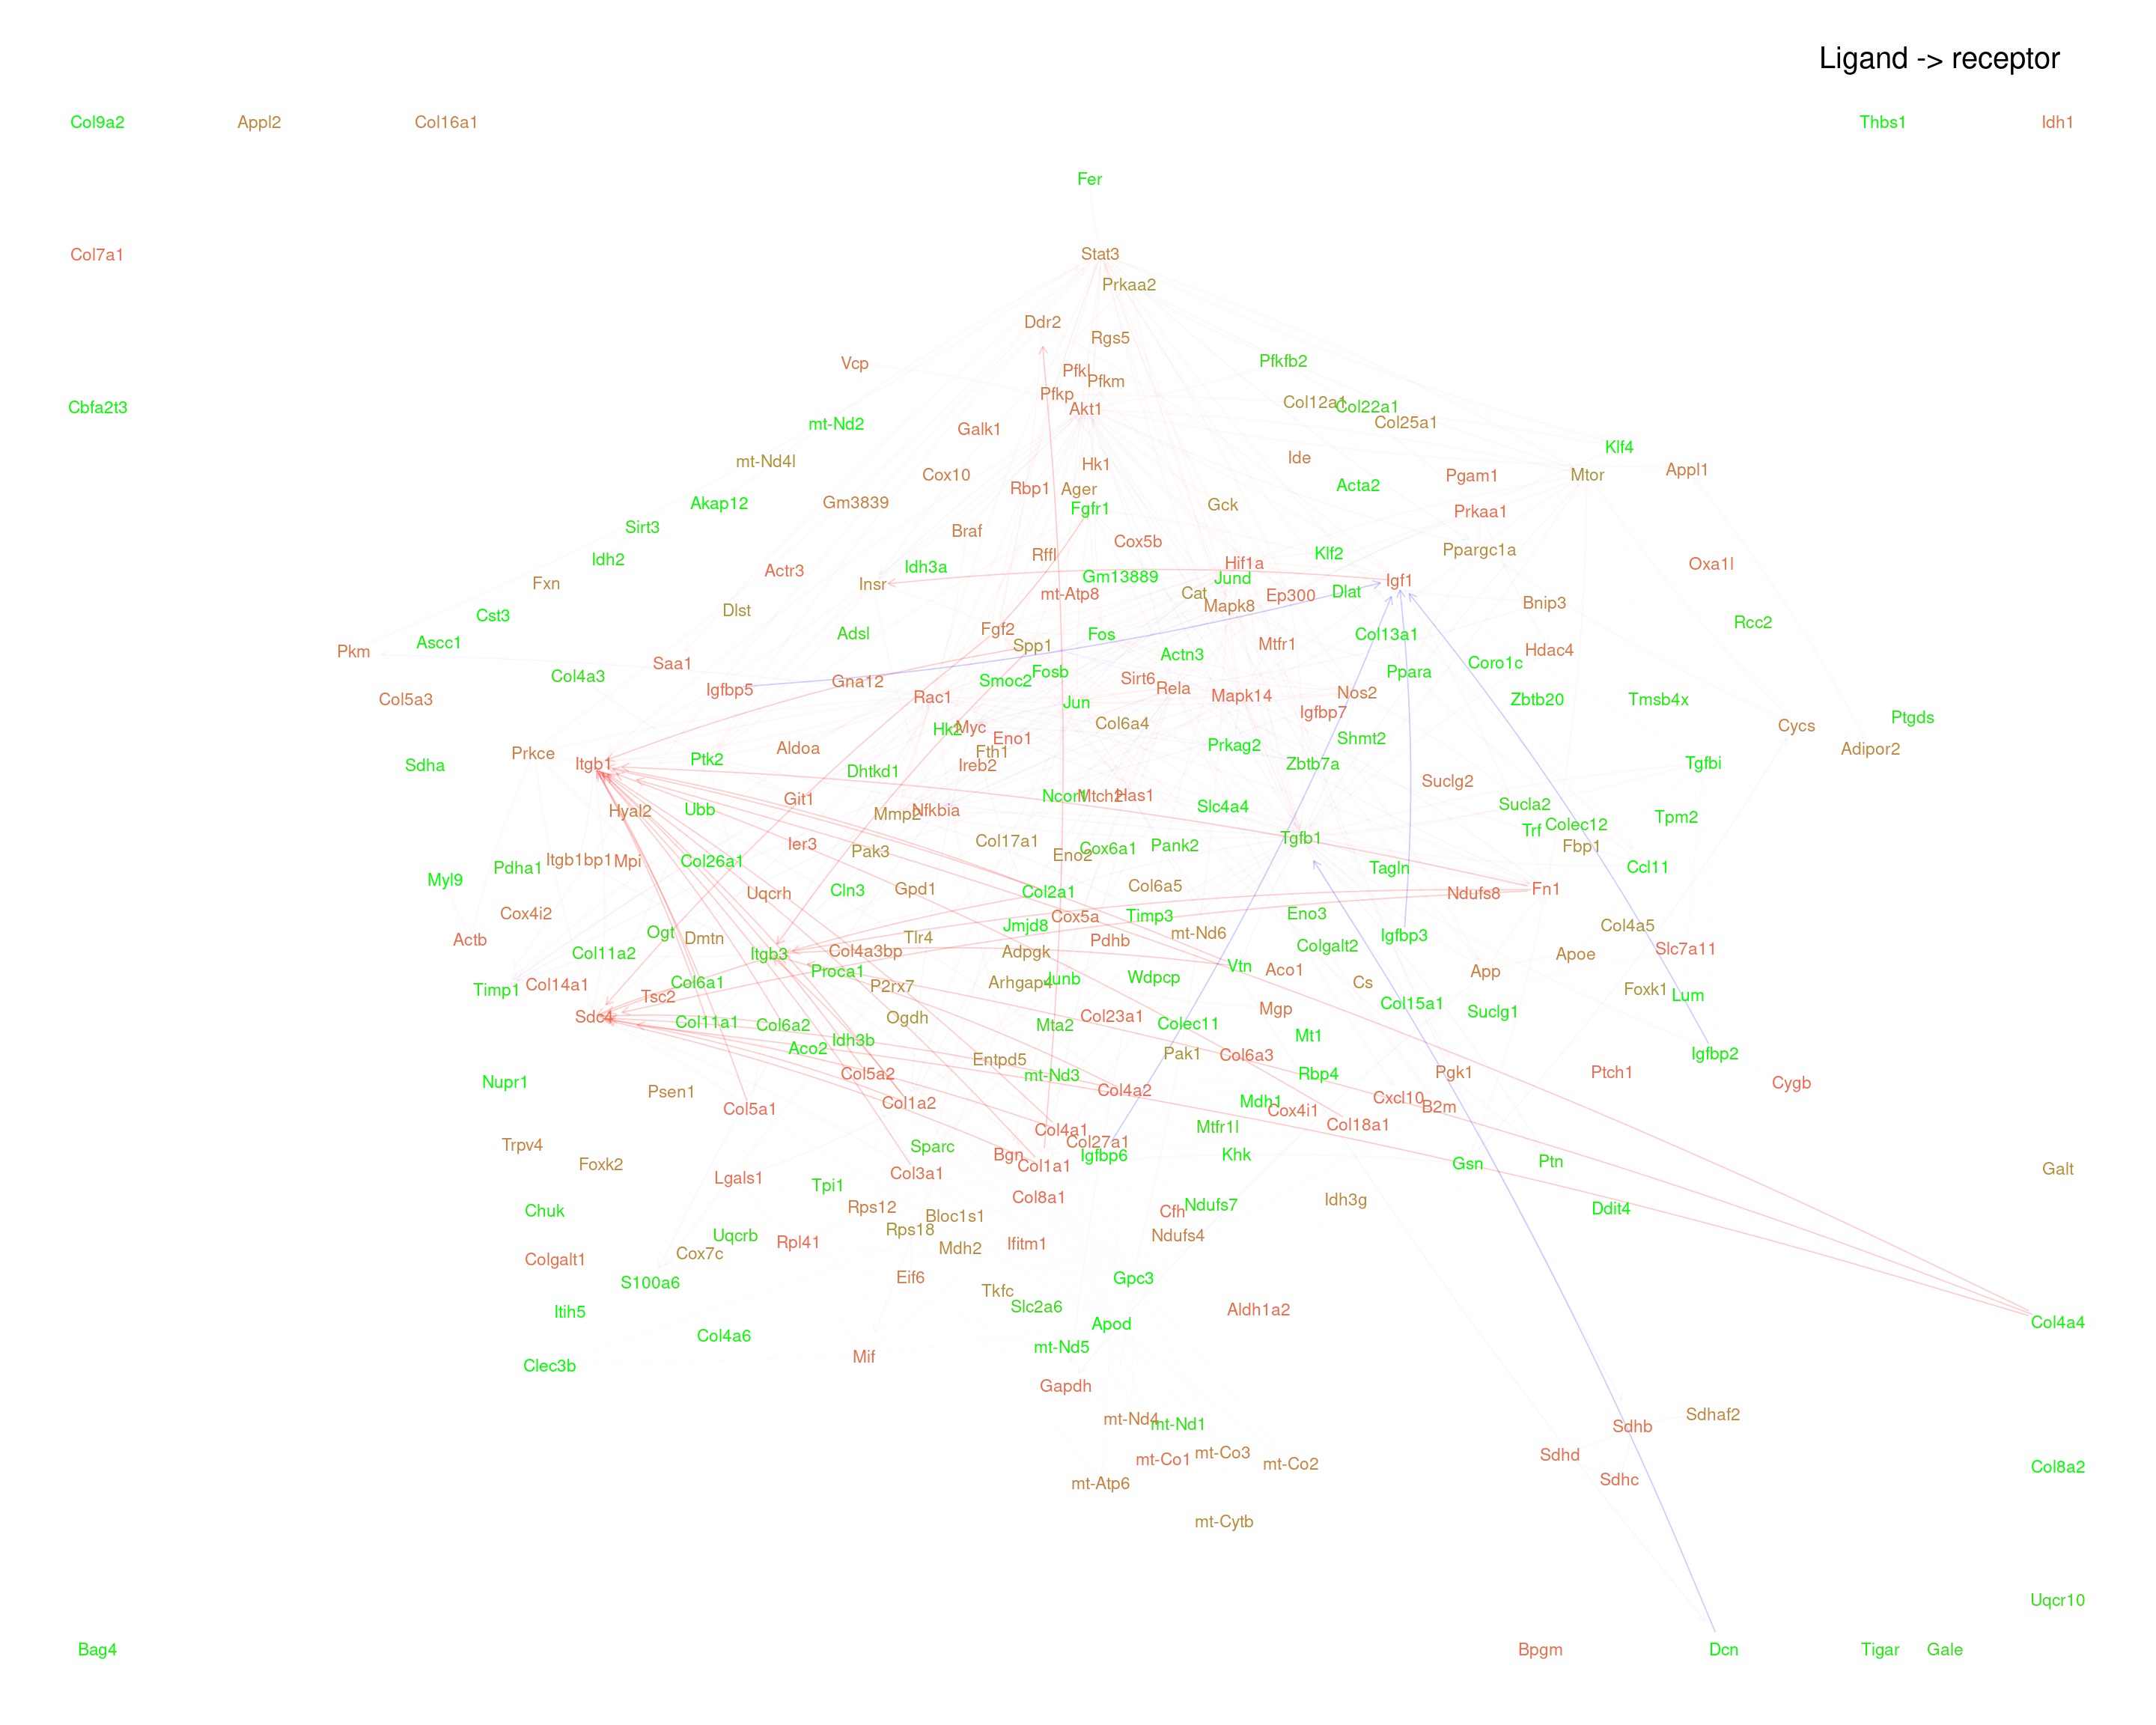 Ligand -> receptor
Col9a2 Appl2 Col16a1 Thbs1 Idh1
Fer
Col7a1 Stat3
Prkaa2
Ddr2
Rgs5
Vcp Pfkfb2
Pfkl
Pfkm
Pfkp
Col12a1
Cbfa2t3 Akt1 Col22a1
mt-Nd2 Col25a1
Galk1
Klf4
mt-Nd4l Hk1 Ide
Cox10 Mtor Appl1 Pgam1
Rbp1 Ager Acta2
Akap12 Gm3839 Fgfr1 Gck
Prkaa1
Sirt3 Braf
Cox5b
Idh2 Rffl Klf2 Ppargc1a
Actr3 Idh3a Hif1a Oxa1l
Fxn Insr Gm13889 Jund Igf1
mt-Atp8 Cat Ep300 Dlat
Cst3 Dlst Mapk8 Bnip3
Rcc2
Ascc1 Adsl Fgf2 Fos Col13a1
Pkm Spp1 Mtfr1 Hdac4
Saa1 Actn3 Coro1c
Col4a3 Gna12 Smoc2 Fosb Sirt6 Ppara
Igfbp5 Rela Nos2
Col5a3 Rac1 Jun Mapk14 Zbtb20 Tmsb4x
Igfbp7 Ptgds
Hk2 Myc Col6a4 Cycs
Prkce Aldoa Fth1 Eno1 Prkag2 Shmt2 Adipor2
Sdha Itgb1 Ptk2 Dhtkd1 Ireb2 Zbtb7a Tgfbi
Suclg2
Git1 Ncor1 Mtch2 Has1
Hyal2 Ubb Mmp2 Nfkbia Slc4a4 Sucla2
Tpm2
Ier3 Col17a1 Tgfb1 Trf Colec12
Itgb1bp1 Mpi Col26a1 Pak3 Eno2 Cox6a1 Pank2 Fbp1
Pdha1 Tagln Ccl11
Myl9 Uqcrh Cln3 Gpd1 Col2a1 Col6a5 Ndufs8 Fn1
Cox4i2 Cox5a Timp3 Eno3
Ogt Jmjd8 Col4a5
Actb Dmtn Tlr4 Pdhb mt-Nd6 Igfbp3
Col11a2 Itgb3 Col4a3bp Adpgk Colgalt2 Apoe Slc7a11
Proca1 Vtn Aco1 App
Timp1 Col14a1 Col6a1 P2rx7 Arhgap4 Junb Wdpcp Cs
Tsc2 Foxk1 Lum
Sdc4 Col11a1 Col6a2 Ogdh Mta2 Col23a1 Colec11 Mgp Col15a1 Suclg1
Aco2 Idh3b Mt1
Entpd5 Pak1 Col6a3 Igfbp2
Nupr1 Col5a2 mt-Nd3 Rbp4 Pgk1 Ptch1
Psen1 Col4a2 Cygb
Col5a1 Col1a2 Mdh1 Cox4i1 Cxcl10 B2m
Col4a1 Mtfr1l Col18a1
Trpv4 Sparc Col27a1
Foxk2 Bgn Col1a1 Igfbp6 Khk Gsn Ptn
Lgals1 Col3a1 Galt
Tpi1 Col8a1
Chuk Rps12 Bloc1s1 Cfh Ndufs7 Idh3g Ddit4
Uqcrb Rps18 Ndufs4
Colgalt1 Cox7c Rpl41 Mdh2 Ifitm1
S100a6 Eif6 Gpc3
Itih5 Tkfc Slc2a6 Aldh1a2
Col4a6 Apod Col4a4
Clec3b Mif mt-Nd5
Gapdh
mt-Nd4 mt-Nd1 Sdhb Sdhaf2
mt-Co1 mt-Co3 mt-Co2 Sdhd Col8a2
mt-Atp6 Sdhc
mt-Cytb
Uqcr10
Bag4 Bpgm Dcn Tigar Gale